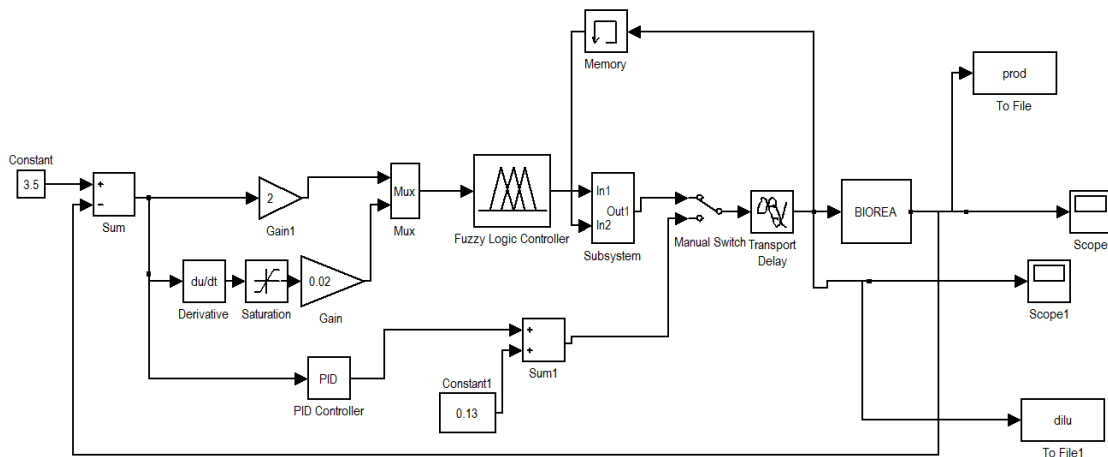 Memory
prod
To File
Constant
3.5
+
-
Sum
2
Gain1
Mux
Mux
Fuzzy Logic Controller
In1
Out1
In2
Subsystem
Manual Switch
Transport
Delay
BIOREA
Scope
Scope1
du/dt
Derivative
Saturation
0.02
Gain
PID
PID Controller
+
+
Sum1
Constant1
0.13
dilu
To File1